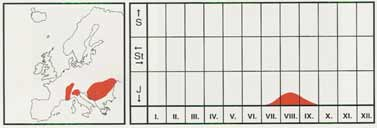 ↑ S
← St →
J ↓
I. II. III. IV. V. VI. VII. VIII. IX. X. XI. XII.